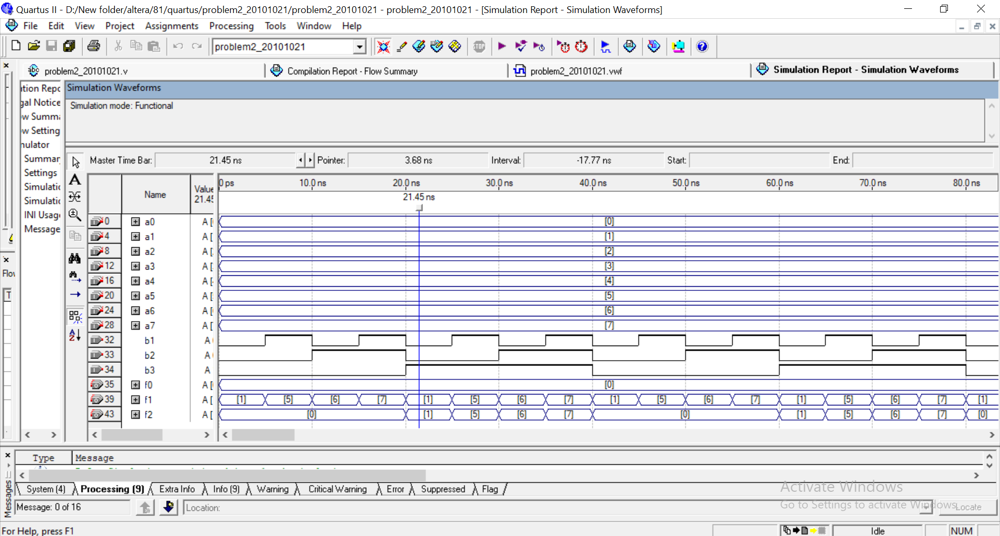 Quartus II - D:/New folder/altera/81/quartus/problem2_20101021/problem2_20101021 - problem2_20101021 - [Simulation Report - Simulation Waveforms]
File Edit View Project Assignments Processing Tools Window Help
problem2_20101021
STOP
abc problem2_20101021.v Compilation Report - Flow Summary problem2_20101021.vwf Simulation Report - Simulation Waveforms
Simulation Waveforms
Simulation mode: Functional
tion Repo
gal Notice
w Summa
w Setting
nulator
Summar
Settings
Simulatio
Simulatio
INI Usag
Message
Flov
T
Master Time Bar: 21.45 ns Pointer: 3.68 ns Interval: -17.77 ns Start: End:
Name Value 21.45
0 ps 10.0 ns 20.0 ns 30.0 ns 40.0 ns 50.0 ns 60.0 ns 70.0 ns 80.0 ns
21.45 ns
0 a0 A [ [0]
4 a1 A [ [1]
8 a2 A [ [2]
12 a3 A [ [3]
16 a4 A [ [4]
20 a5 A [ [5]
24 a6 A [ [6]
28 a7 A [ [7]
32 b1 A
33 b2 A
34 b3 A
35 f0 A [ [0]
39 f1 A [ [1] [5] [6] [7] [1] [5] [6] [7] [1] [5] [6] [7] [1] [5] [6] [7] [1]
43 f2 A [ [0] [1] [5] [6] [7] [0] [1] [5] [6] [7] [0]
Type Message
System (4) Processing (9) Extra Info Info (9) Warning Critical Warning Error Suppressed Flag
Messages
Message: 0 of 16 Location: Locate
Activate Windows
Go to Settings to activate Windows.
For Help, press F1 Idle NUM